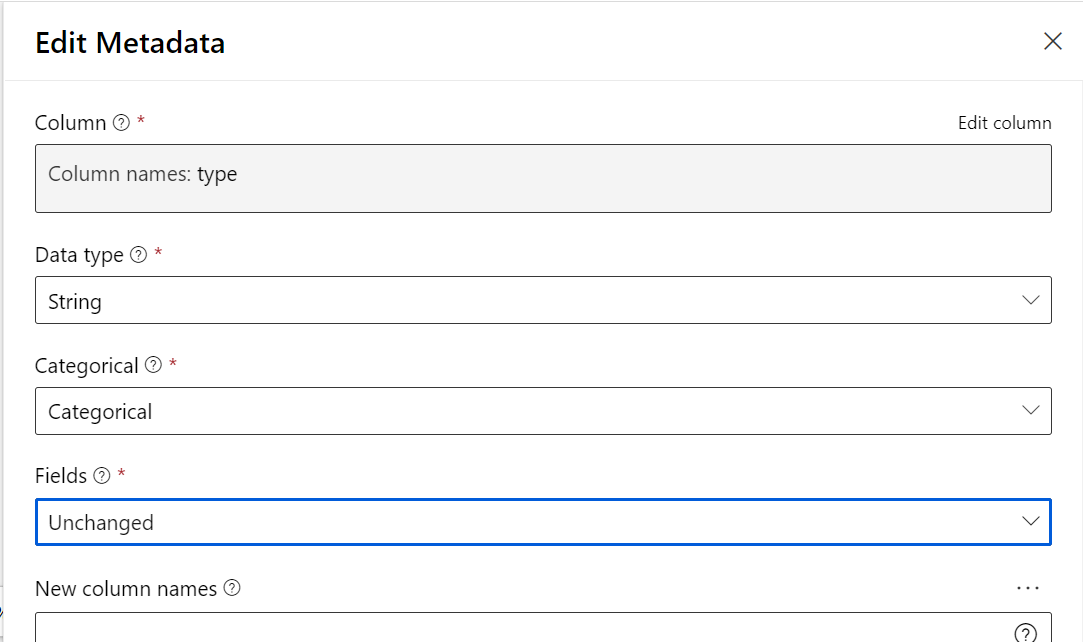 Edit Metadata
Column *
Edit column
Column names: type
Data type *
String
Categorical *
Categorical
Fields *
Unchanged
New column names
...